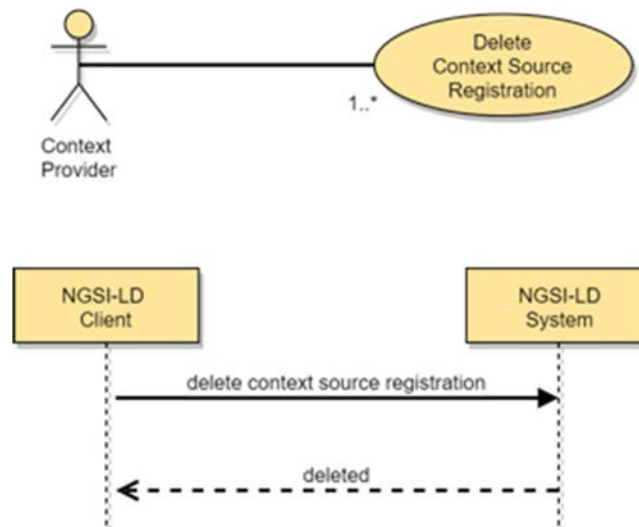 Delete
Context Source
Registration
1..*
Context
Provider
NGSI-LD
Client
NGSI-LD
System
delete context source registration
deleted